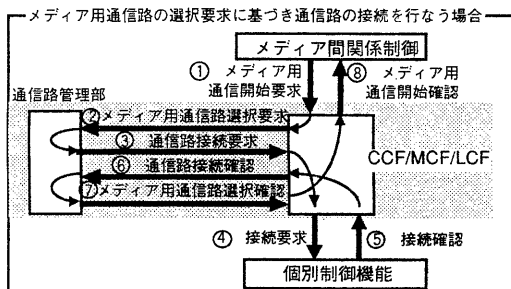 メディア用通信路の選択要求に基づき通信路の接続を行なう場合
メディア間関係制御
① メディア用
通信開始要求
⑧ メディア用
通信開始確認
通信路管理部
②メディア用通信路選択要求
③ 通信路接続要求
⑥ 通信路接続確認
⑦メディア用通信路選択確認
CCF/MCF/LCF
④ 接続要求
⑤ 接続確認
個別制御機能